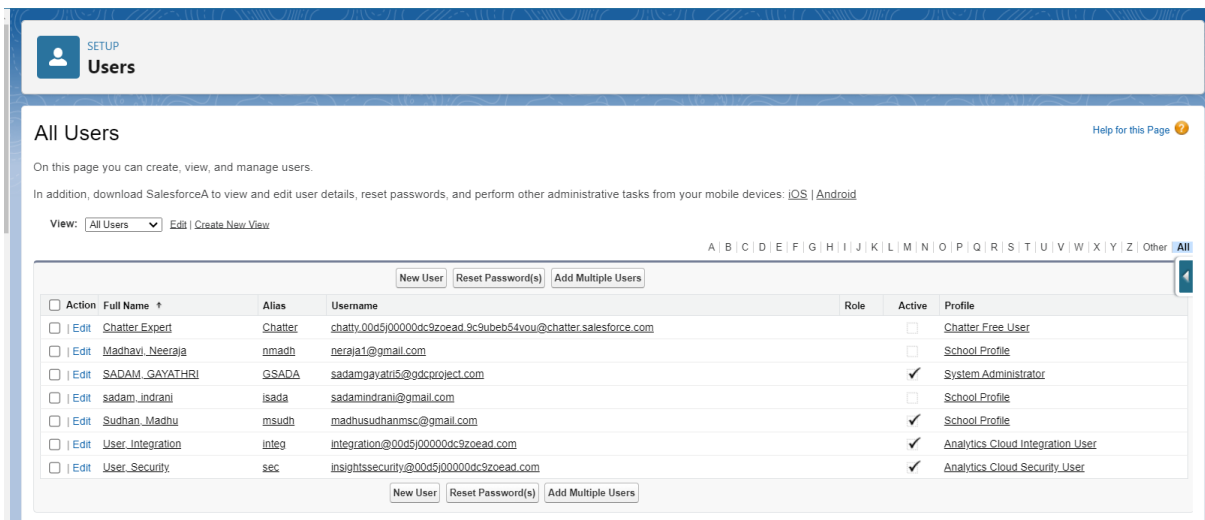 SETUP
Users
All Users
Help for this Page ?
On this page you can create, view, and manage users.
In addition, download SalesforceA to view and edit user details, reset passwords, and perform other administrative tasks from your mobile devices: iOS | Android
View: All Users Edit | Create New View
A | B | C | D | E | F | G | H | I | J | K | L | M | N | O | P | Q | R | S | T | U | V | W | X | Y | Z | Other All
New User Reset Password(s) Add Multiple Users
Action Full Name ↑ Alias Username Role Active Profile
| Edit Chatter Expert Chatter chatty.00d5j00000dc9zoead.9c9ubeb54vou@chatter.salesforce.com Chatter Free User
| Edit Madhavi, Neeraja nmadh neraja1@gmail.com School Profile
| Edit SADAM, GAYATHRI GSADA sadamgayatri5@gdcproject.com ✓ System Administrator
| Edit sadam, indrani isada sadamindrani@gmail.com School Profile
| Edit Sudhan, Madhu msudh madhusudhanmsc@gmail.com ✓ School Profile
| Edit User, Integration integ integration@00d5j00000dc9zoead.com ✓ Analytics Cloud Integration User
| Edit User, Security sec insightssecurity@00d5j00000dc9zoead.com ✓ Analytics Cloud Security User
New User Reset Password(s) Add Multiple Users